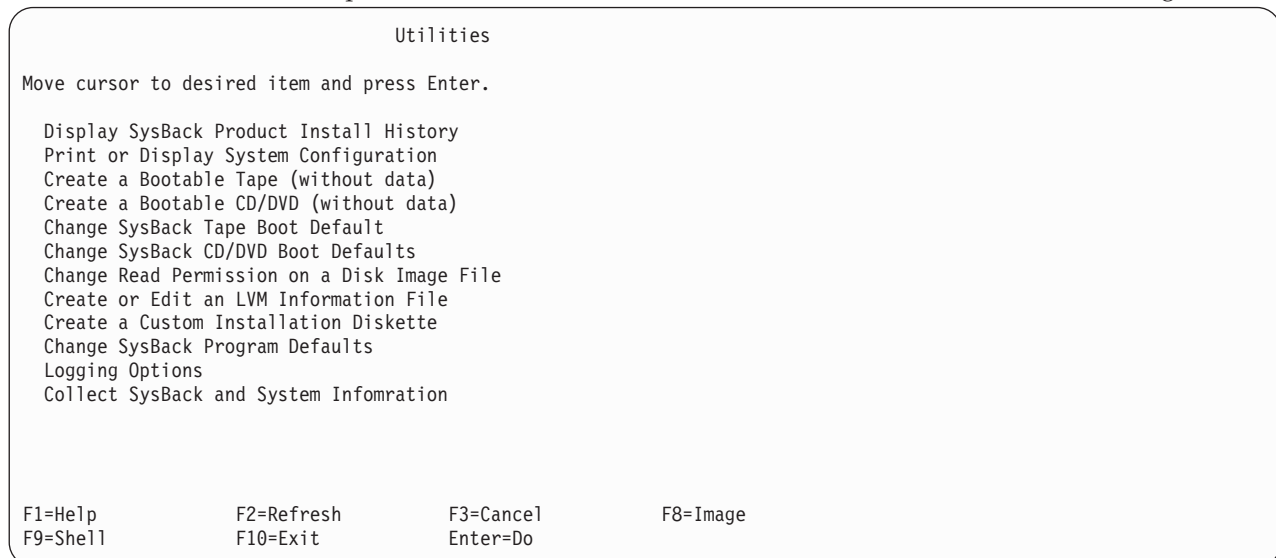 Utilities
Move cursor to desired item and press Enter.
Display SysBack Product Install History
Print or Display System Configuration
Create a Bootable Tape (without data)
Create a Bootable CD/DVD (without data)
Change SysBack Tape Boot Default
Change SysBack CD/DVD Boot Defaults
Change Read Permission on a Disk Image File
Create or Edit an LVM Information File
Create a Custom Installation Diskette
Change SysBack Program Defaults
Logging Options
Collect SysBack and System Infomration
F1=Help F2=Refresh F3=Cancel F8=Image
F9=Shell F10=Exit Enter=Do